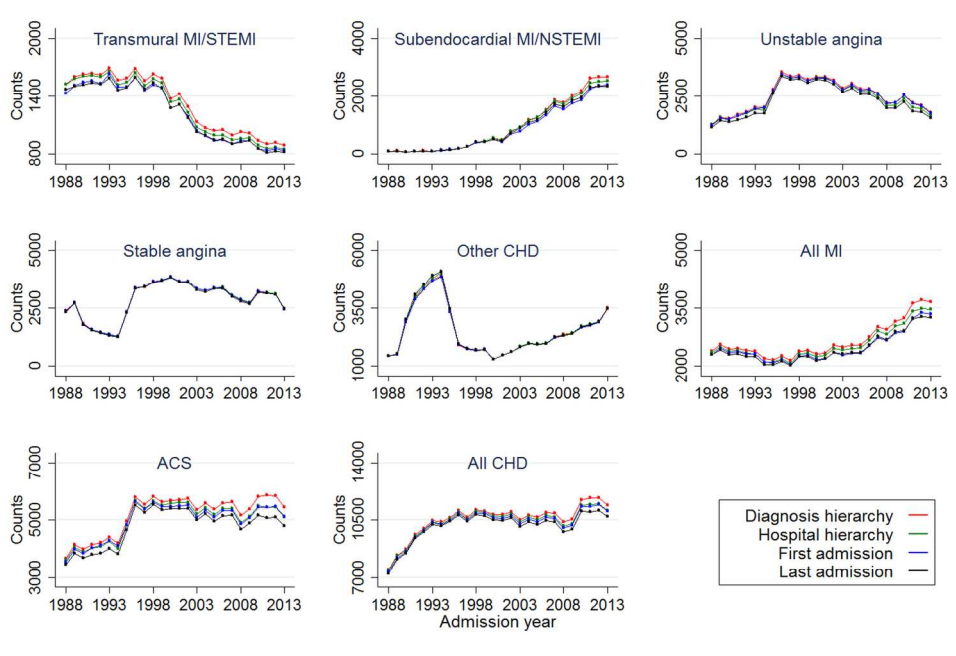 Transmural MI/STEMI
Counts
2000
1400
800
1988 1993 1998 2003 2008 2013
Subendocardial MI/NSTEMI
Counts
4000
2000
0
1988 1993 1998 2003 2008 2013
Unstable angina
Counts
5000
2500
0
1988 1993 1998 2003 2008 2013
Stable angina
Counts
5000
2500
0
1988 1993 1998 2003 2008 2013
Other CHD
Counts
6000
3500
1000
1988 1993 1998 2003 2008 2013
All MI
Counts
5000
3500
2000
1988 1993 1998 2003 2008 2013
ACS
Counts
7000
5000
3000
1988 1993 1998 2003 2008 2013
All CHD
Counts
14000
10500
7000
1988 1993 1998 2003 2008 2013
Admission year
Diagnosis hierarchy
Hospital hierarchy
First admission
Last admission